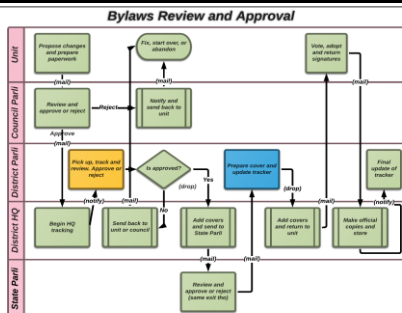 Bylaws Review and Approval
Unit
Propose changes
and prepare
paperwork
Fix, start over, or
abandon
Vote, adopt
and return
signatures
(mail)
(mail)
(mail)
Council Parli
Review and
approve or reject
Reject
Notify and
send back to
unit
Approve
(mail)
District Parli
Pick up, track and
review. Approve or
reject
Is approved?
Yes
(drop)
Prepare cover and
update tracker
Final
update of
tracker
(notify)
(mail)
No
(drop)
(notify)
District HQ
Begin HQ
tracking
Send back to
unit or council
Add covers
and send to
State Parli
Add covers
and return to
unit
Make official
copies and
store
(mail)
(mail)
State Parli
Review and
approve or reject
(same exit tho)